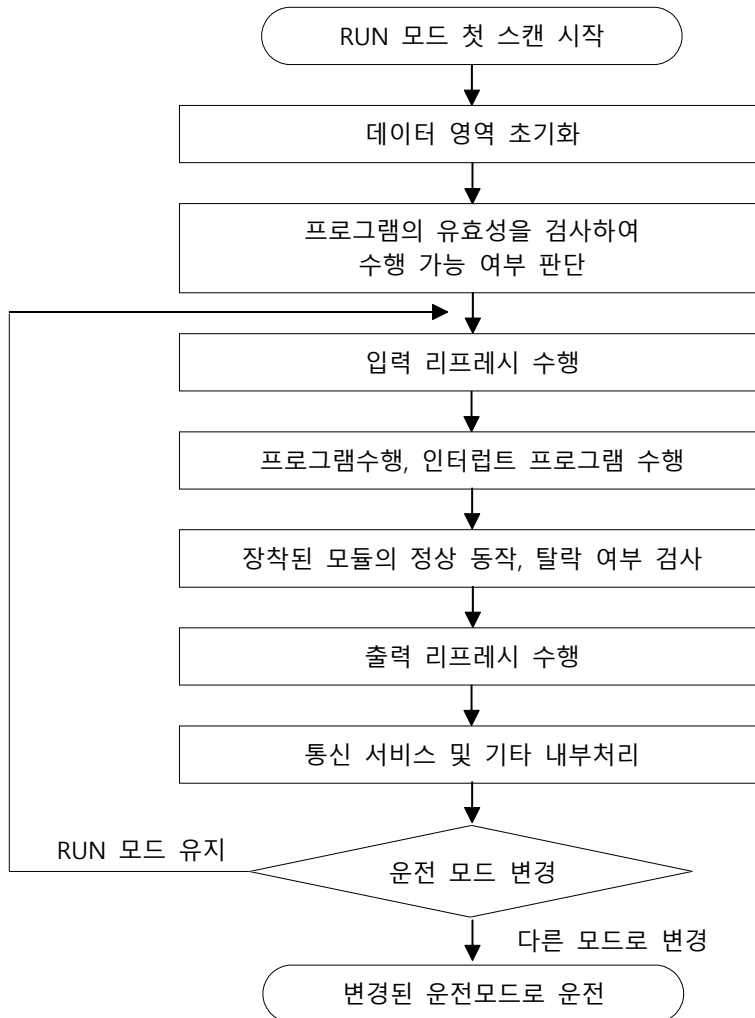 RUN 모드 첫 스캔 시작
데이터 영역 초기화
프로그램의 유효성을 검사하여
수행 가능 여부 판단
입력 리프레시 수행
프로그램수행, 인터럽트 프로그램 수행
장착된 모듈의 정상 동작, 탈락 여부 검사
출력 리프레시 수행
통신 서비스 및 기타 내부처리
RUN 모드 유지
운전 모드 변경
다른 모드로 변경
변경된 운전모드로 운전